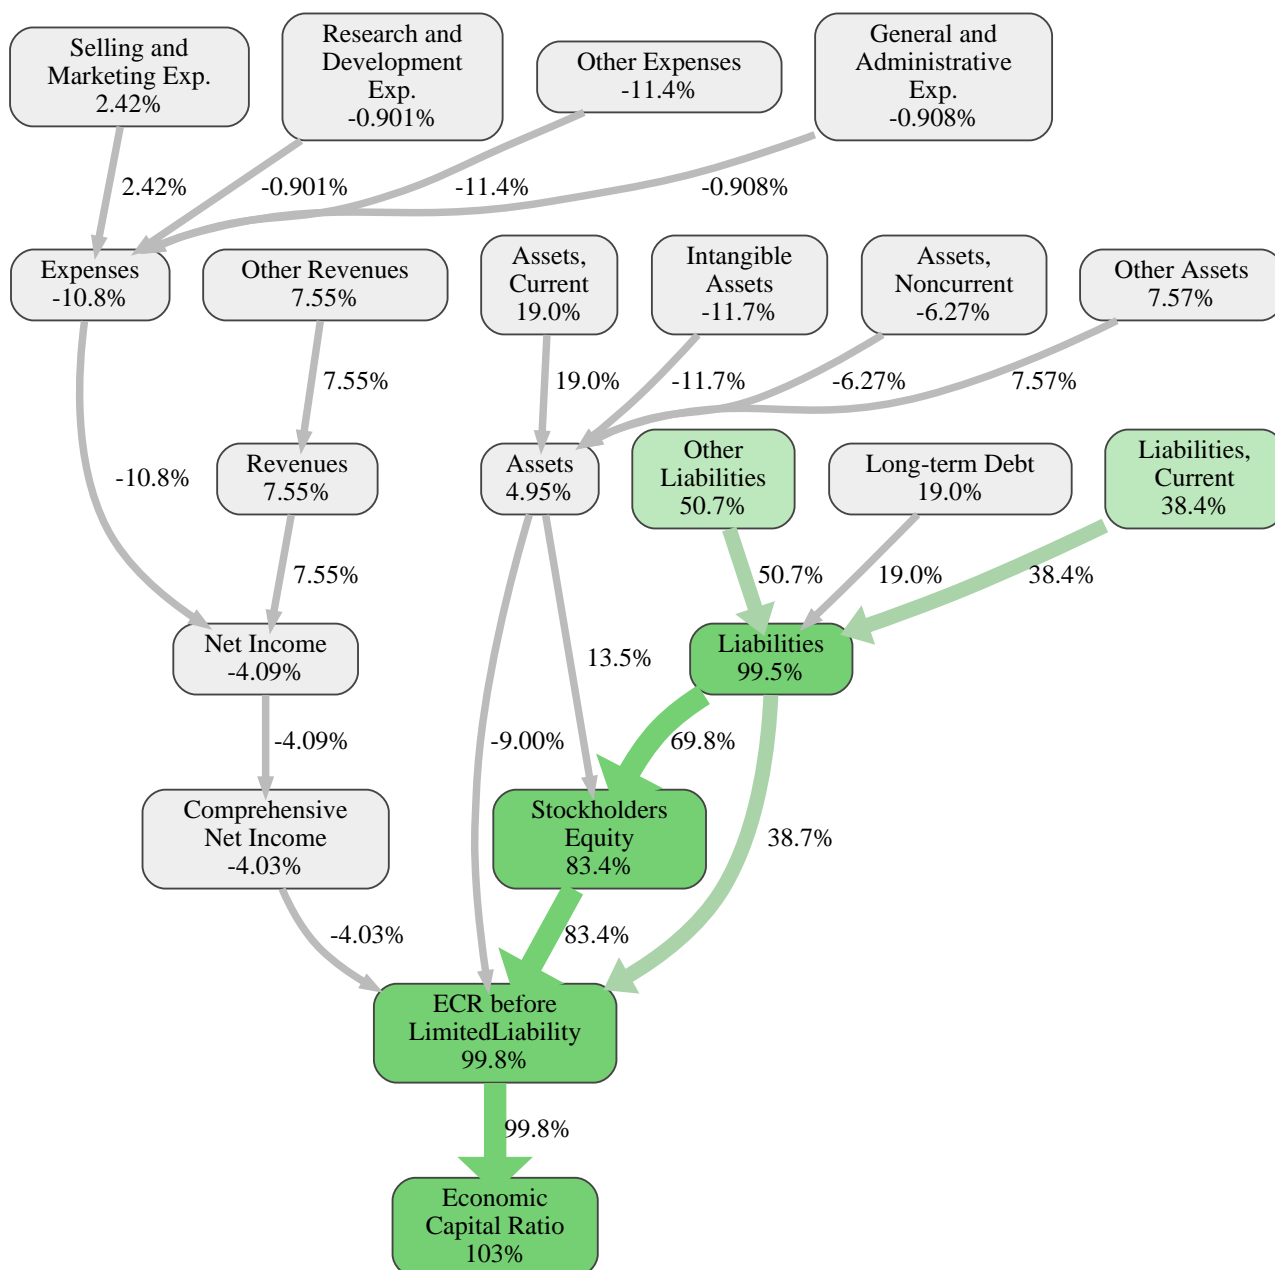 Selling and
Marketing Exp.
2.42%
Research and
Development
Exp.
-0.901%
Other Expenses
-11.4%
General and
Administrative
Exp.
-0.908%
2.42%
-0.901%
-11.4%
-0.908%
Expenses
-10.8%
Other Revenues
7.55%
Assets,
Current
19.0%
Intangible
Assets
-11.7%
Assets,
Noncurrent
-6.27%
Other Assets
7.57%
7.55%
19.0%
-11.7%
-6.27%
7.57%
-10.8%
Revenues
7.55%
Assets
4.95%
Other
Liabilities
50.7%
Long-term Debt
19.0%
Liabilities,
Current
38.4%
7.55%
50.7%
19.0%
38.4%
Net Income
-4.09%
13.5%
Liabilities
99.5%
-4.09%
-9.00%
69.8%
38.7%
Comprehensive
Net Income
-4.03%
Stockholders
Equity
83.4%
-4.03%
83.4%
ECR before
LimitedLiability
99.8%
99.8%
Economic
Capital Ratio
103%